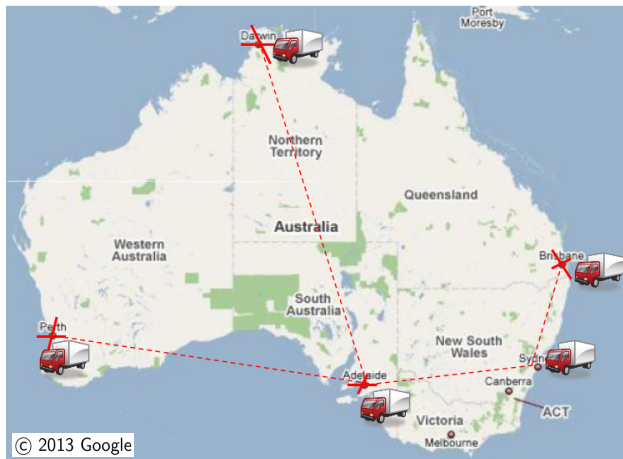 Port
Moresby
Darwin
Northern
Territory
Queensland
Australia
Western
Australia
Brisbane
South
Australia
Perth
New South
Wales
Sydn
Adelaide
Canberra
ACT
Victoria
Melbourne
© 2013 Google